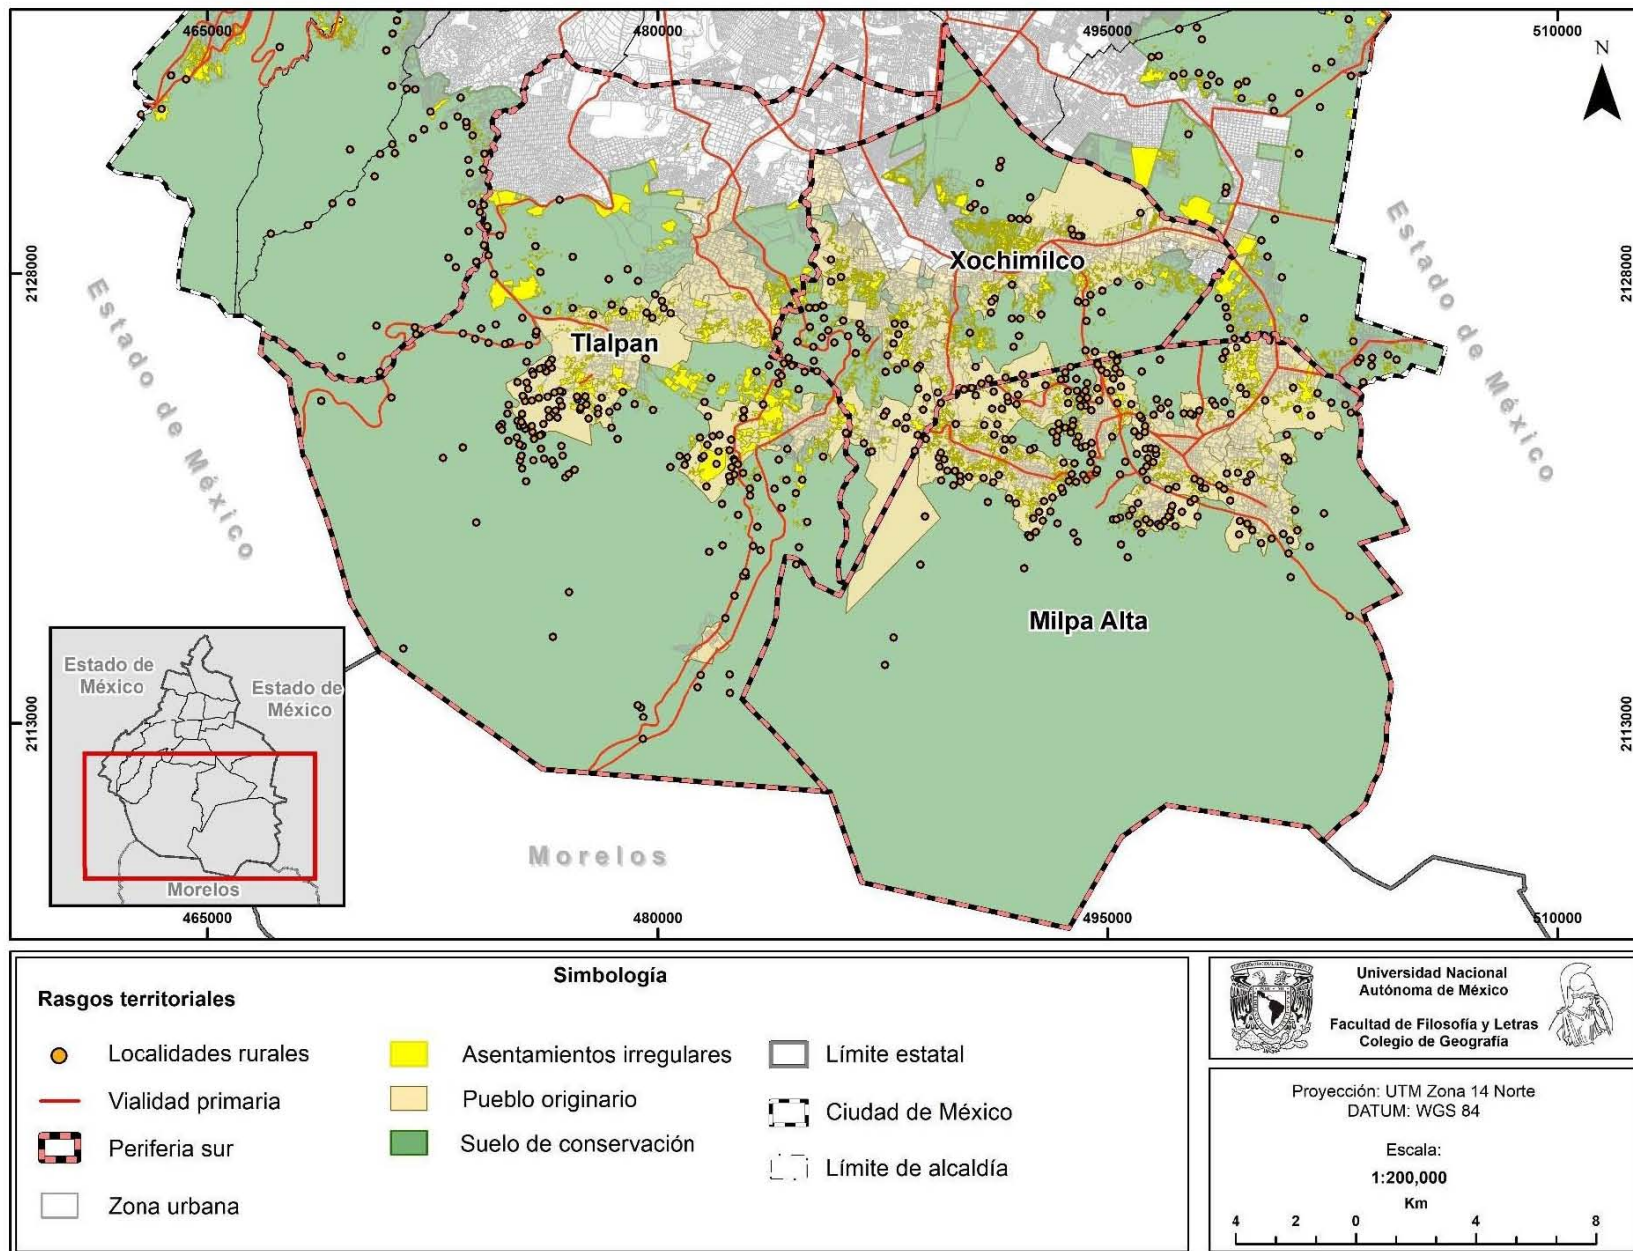 465000
480000
495000
510000
N
2128000
2128000
Estado de México
Estado de México
Xochimilco
Tlalpan
Milpa Alta
Estado de
México
Estado de
México
Morelos
2113000
2113000
Morelos
465000
480000
495000
510000
Simbología
Rasgos territoriales
Localidades rurales
Vialidad primaria
Periferia sur
Zona urbana
Asentamientos irregulares
Pueblo originario
Suelo de conservación
Límite estatal
Ciudad de México
Límite de alcaldía
Universidad Nacional
Autónoma de México
Facultad de Filosofía y Letras
Colegio de Geografía
Proyección: UTM Zona 14 Norte
DATUM: WGS 84
Escala:
1:200,000
Km
4 2 0 4 8